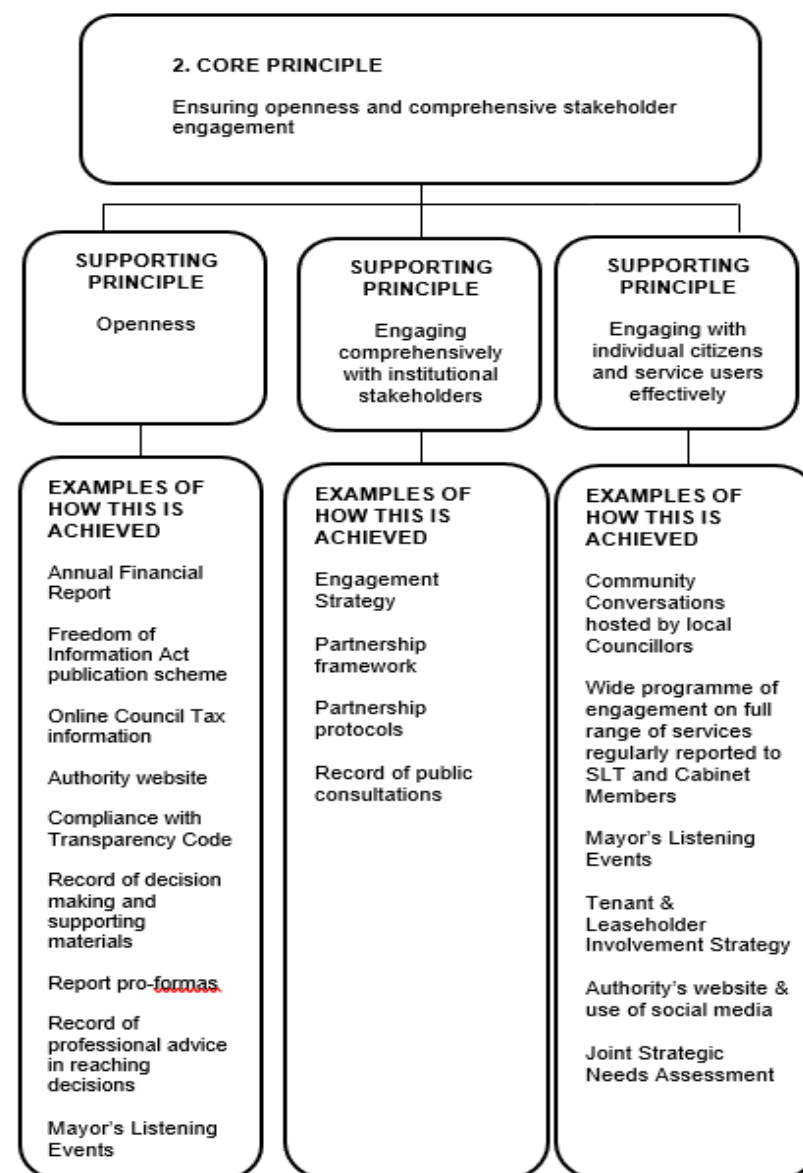 2. CORE PRINCIPLE
Ensuring openness and comprehensive stakeholder
engagement
SUPPORTING
PRINCIPLE
Openness
SUPPORTING
PRINCIPLE
Engaging
comprehensively
with institutional
stakeholders
SUPPORTING
PRINCIPLE
Engaging with
individual citizens
and service users
effectively
EXAMPLES OF
HOW THIS IS
ACHIEVED
Annual Financial
Report
Freedom of
Information Act
publication scheme
Online Council Tax
information
Authority website
Compliance with
Transparency Code
Record of decision
making and
supporting
materials
Report pro-formas
Record of
professional advice
in reaching
decisions
Mayor's Listening
Events
EXAMPLES OF
HOW THIS IS
ACHIEVED
Engagement
Strategy
Partnership
framework
Partnership
protocols
Record of public
consultations
EXAMPLES OF
HOW THIS IS
ACHIEVED
Community
Conversations
hosted by local
Councillors
Wide programme of
engagement on full
range of services
regularly reported to
SLT and Cabinet
Members
Mayor's Listening
Events
Tenant &
Leaseholder
Involvement Strategy
Authority's website &
use of social media
Joint Strategic
Needs Assessment